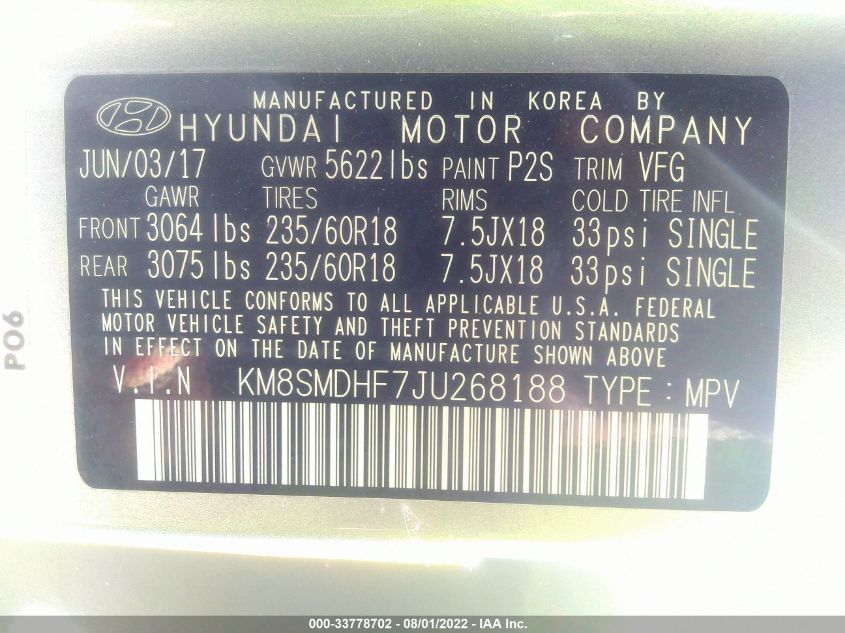 MANUFACTURED IN KOREA BY
HYUNDAI MOTOR COMPANY
JUN/03/17 GVWR 5622lbs PAINT P2S TRIM VFG
GAWR TIRES RIMS COLD TIRE INFL.
FRONT 3064lbs 235/60R18 7.5JX18 33psi SINGLE
REAR 3075lbs 235/60R18 7.5JX18 33psi SINGLE
THIS VEHICLE CONFORMS TO ALL APPLICABLE U.S.A. FEDERAL
MOTOR VEHICLE SAFETY AND THEFT PREVENTION STANDARDS
IN EFFECT ON THE DATE OF MANUFACTURE SHOWN ABOVE
V.I.N KM8SMDHF7JU268188 TYPE : MPV
P06
000-33778702 - 08/01/2022 - IAA Inc.